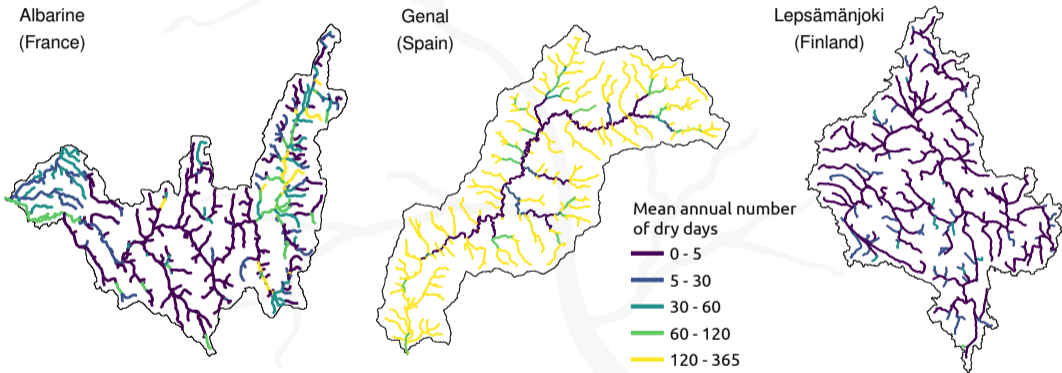 Albarine
(France)
Genal
(Spain)
Lepsämänjoki
(Finland)
Mean annual number
of dry days
0 - 5
5 - 30
30 - 60
60 - 120
120 - 365